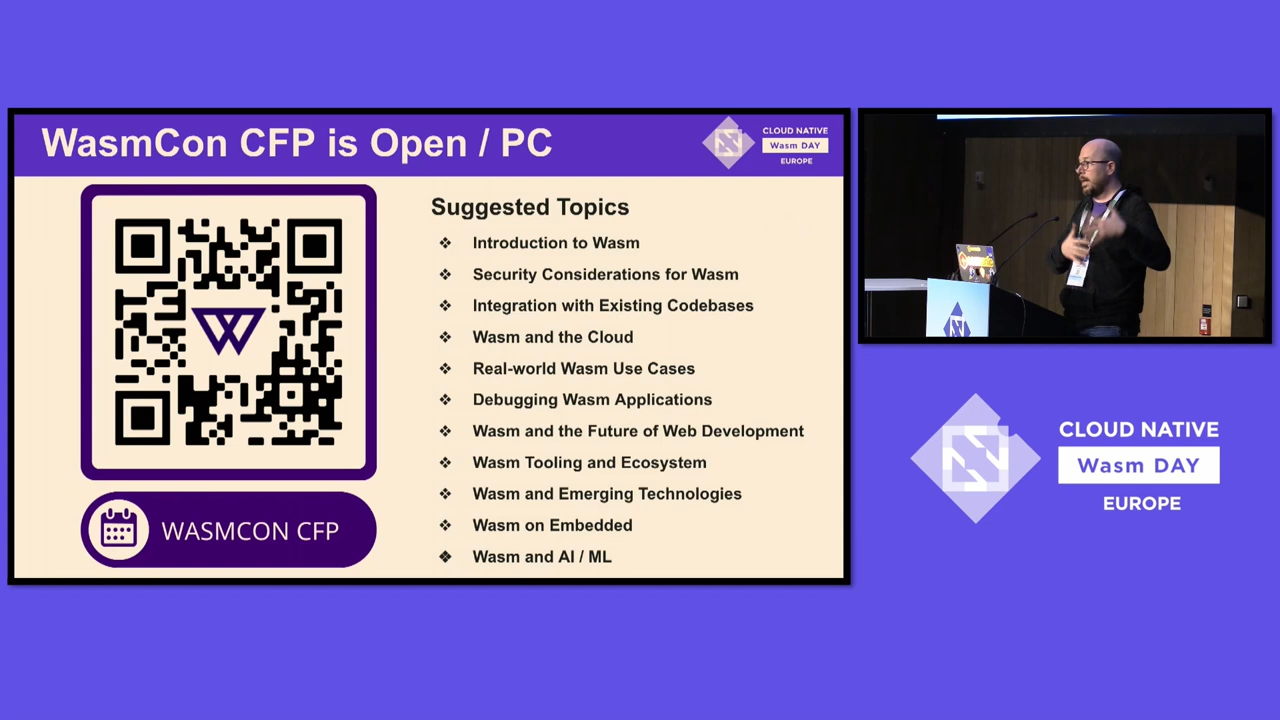 WasmCon CFP is Open / PC
CLOUD NATIVE
Wasm DAY
EUROPE
Suggested Topics
❖ Introduction to Wasm
❖ Security Considerations for Wasm
❖ Integration with Existing Codebases
❖ Wasm and the Cloud
❖ Real-world Wasm Use Cases
❖ Debugging Wasm Applications
❖ Wasm and the Future of Web Development
❖ Wasm Tooling and Ecosystem
❖ Wasm and Emerging Technologies
❖ Wasm on Embedded
❖ Wasm and AI / ML
WASMCON CFP
CLOUD NATIVE
Wasm DAY
EUROPE